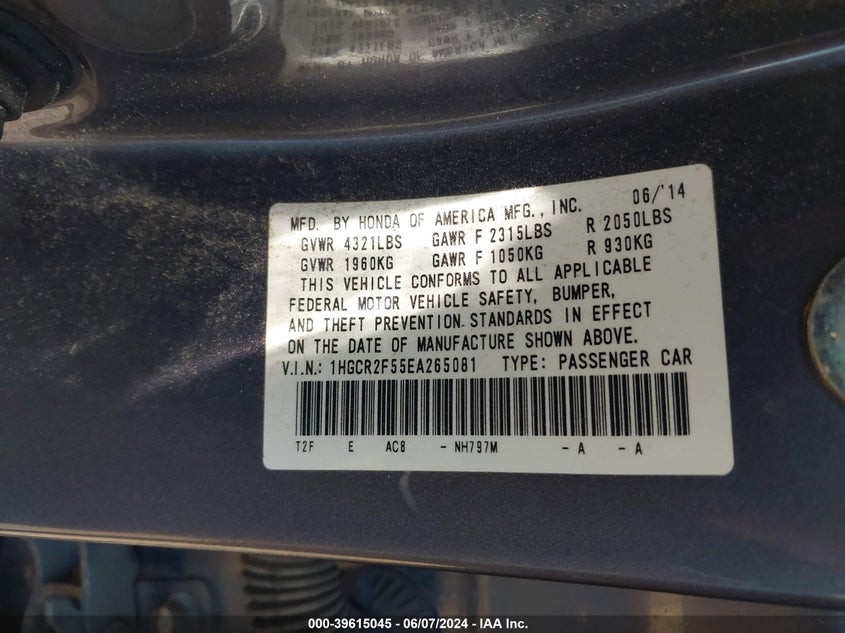 MFD. BY HONDA OF AMERICA MFG., INC. 06/'14
GVWR 4321LBS GAWR F 2315LBS R 2050LBS
GVWR 1960KG GAWR F 1050KG R 930KG
THIS VEHICLE CONFORMS TO ALL APPLICABLE
FEDERAL MOTOR VEHICLE SAFETY, BUMPER,
AND THEFT PREVENTION STANDARDS IN EFFECT
ON THE DATE OF MANUFACTURE SHOWN ABOVE.
V.I.N.: 1HGCR2F55EA265081 TYPE: PASSENGER CAR
T2F E AC8 - NH797M - A - A
000-39615045 - 06/07/2024 - IAA Inc.